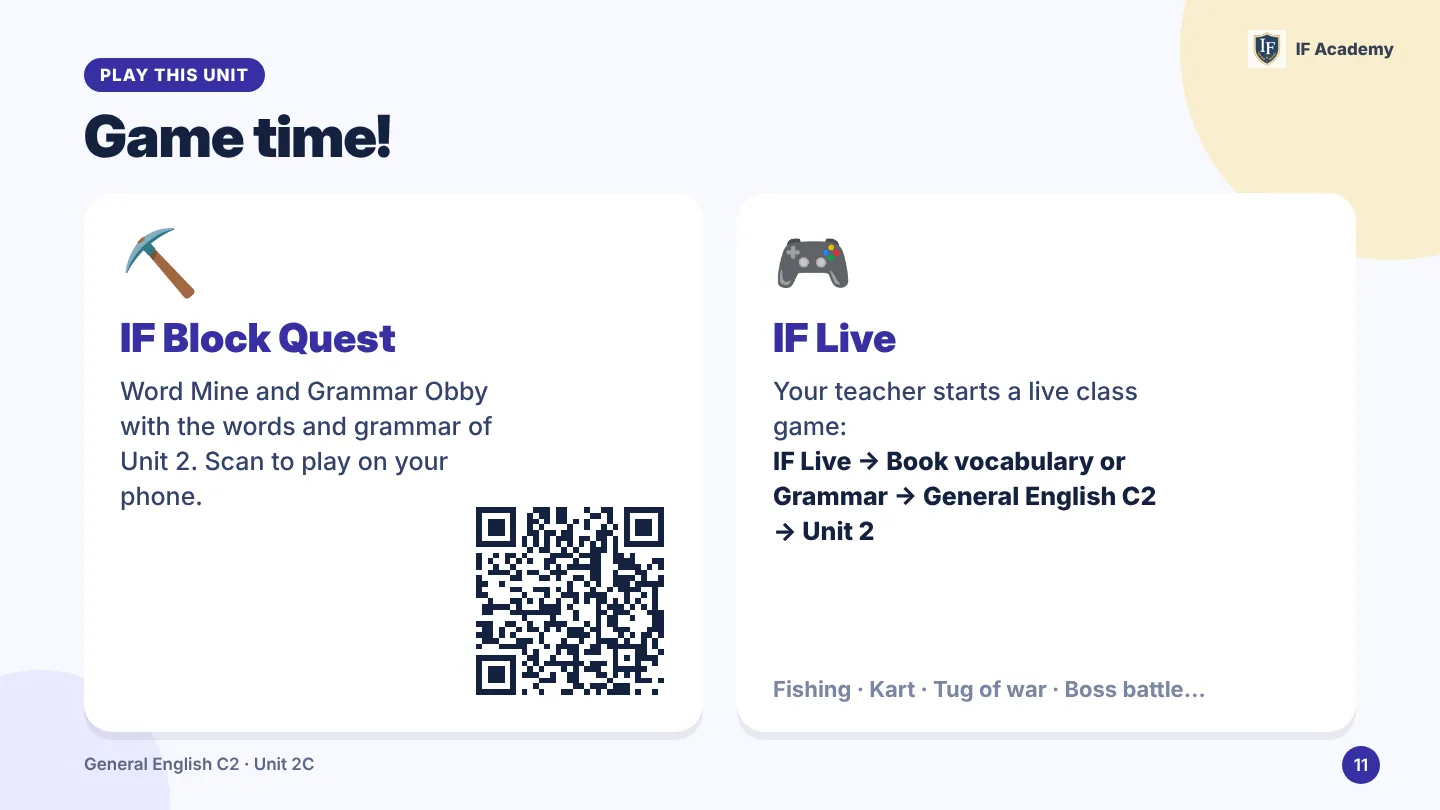 IF Academy
PLAY THIS UNIT
Game time!
IF Block Quest
Word Mine and Grammar Obby
with the words and grammar of
Unit 2. Scan to play on your
phone.
IF Live
Your teacher starts a live class
game:
IF Live → Book vocabulary or
Grammar → General English C2
→ Unit 2
Fishing · Kart · Tug of war · Boss battle...
General English C2 · Unit 2C
11